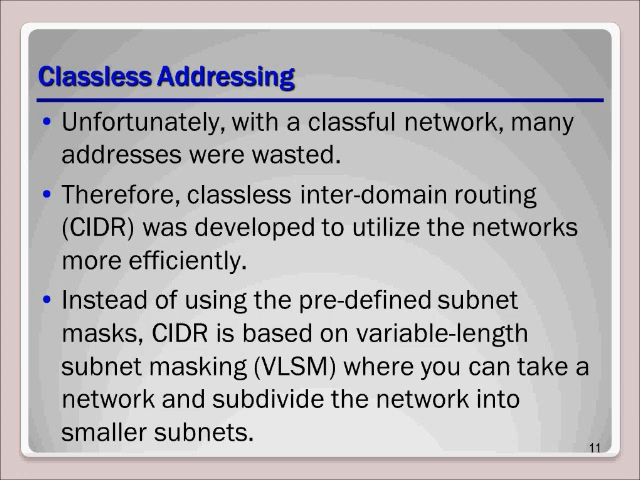 Classless Addressing
• Unfortunately, with a classful network, many
addresses were wasted.
• Therefore, classless inter-domain routing
(CIDR) was developed to utilize the networks
more efficiently.
• Instead of using the pre-defined subnet
masks, CIDR is based on variable-length
subnet masking (VLSM) where you can take a
network and subdivide the network into
smaller subnets.
11